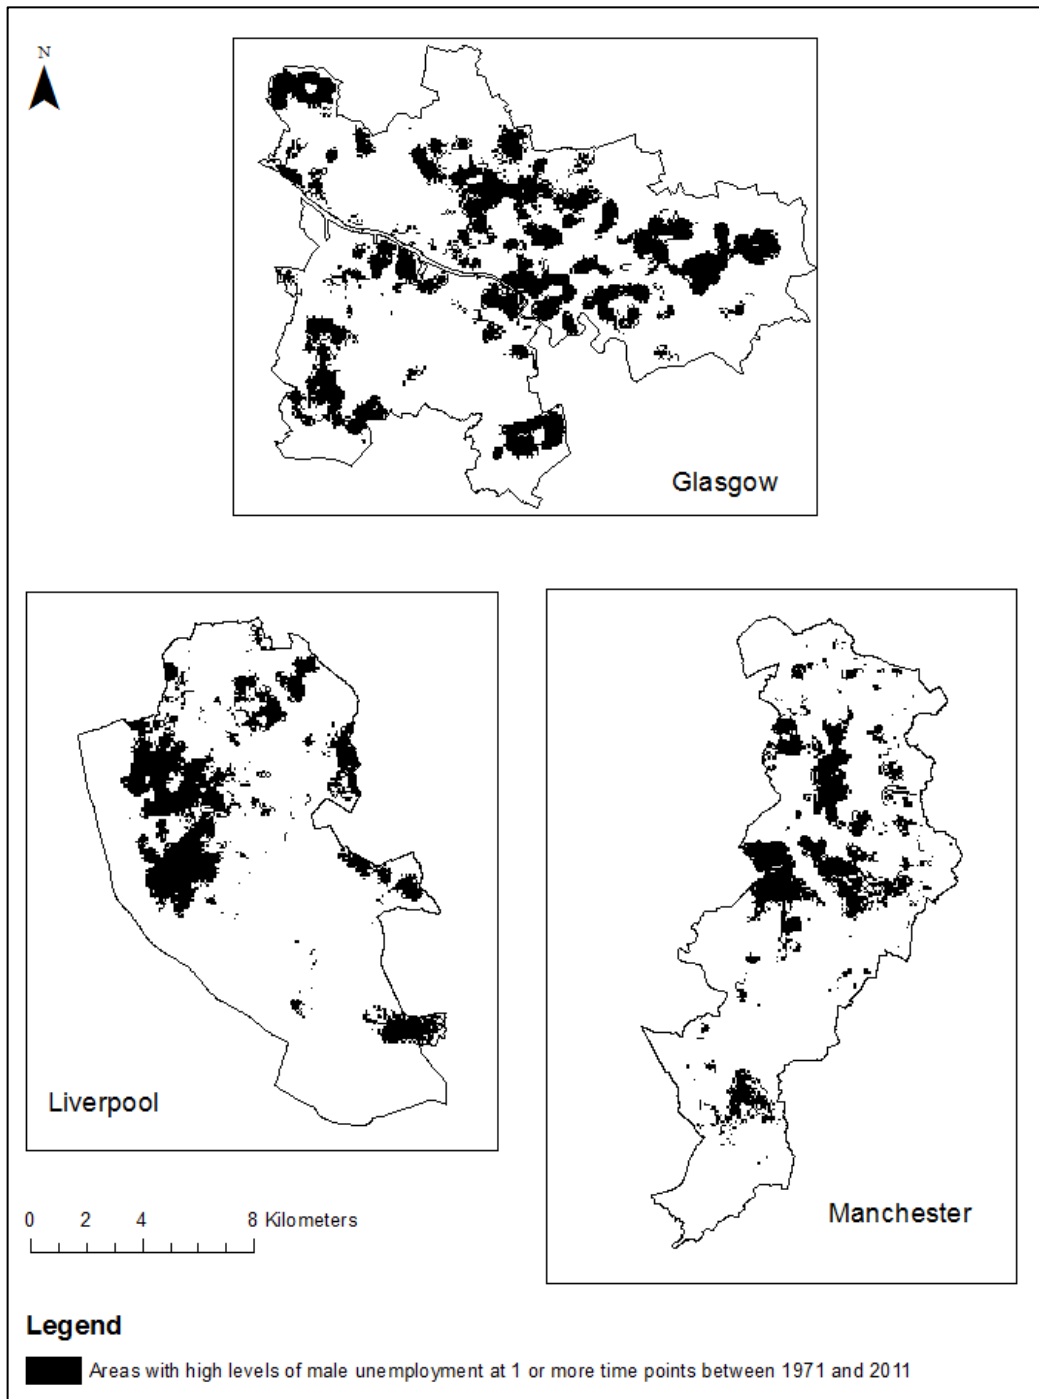 N
Glasgow
Liverpool
Manchester
0 2 4 8 Kilometers
Legend
Areas with high levels of male unemployment at 1 or more time points between 1971 and 2011